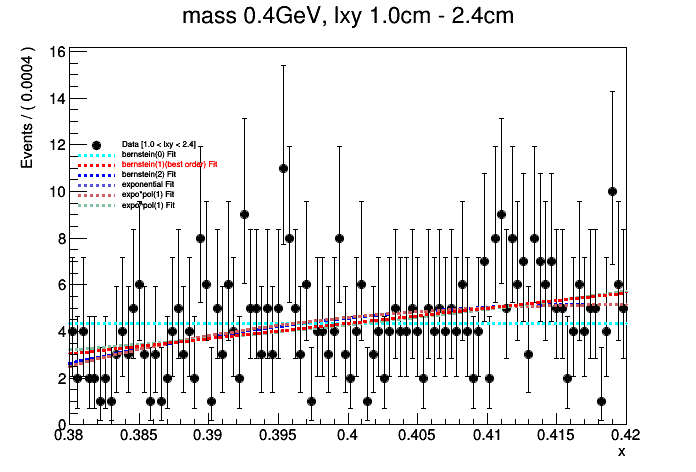 mass 0.4GeV, lxy 1.0cm - 2.4cm
Events / ( 0.0004 )
16
14
12
10
8
6
4
2
0
Data [1.0 < lxy < 2.4]
bernstein(0) Fit
bernstein(1)(best order) Fit
bernstein(2) Fit
exponential Fit
expo*pol(1) Fit
expo*pol(1) Fit
0.38 0.385 0.39 0.395 0.4 0.405 0.41 0.415 0.42
x